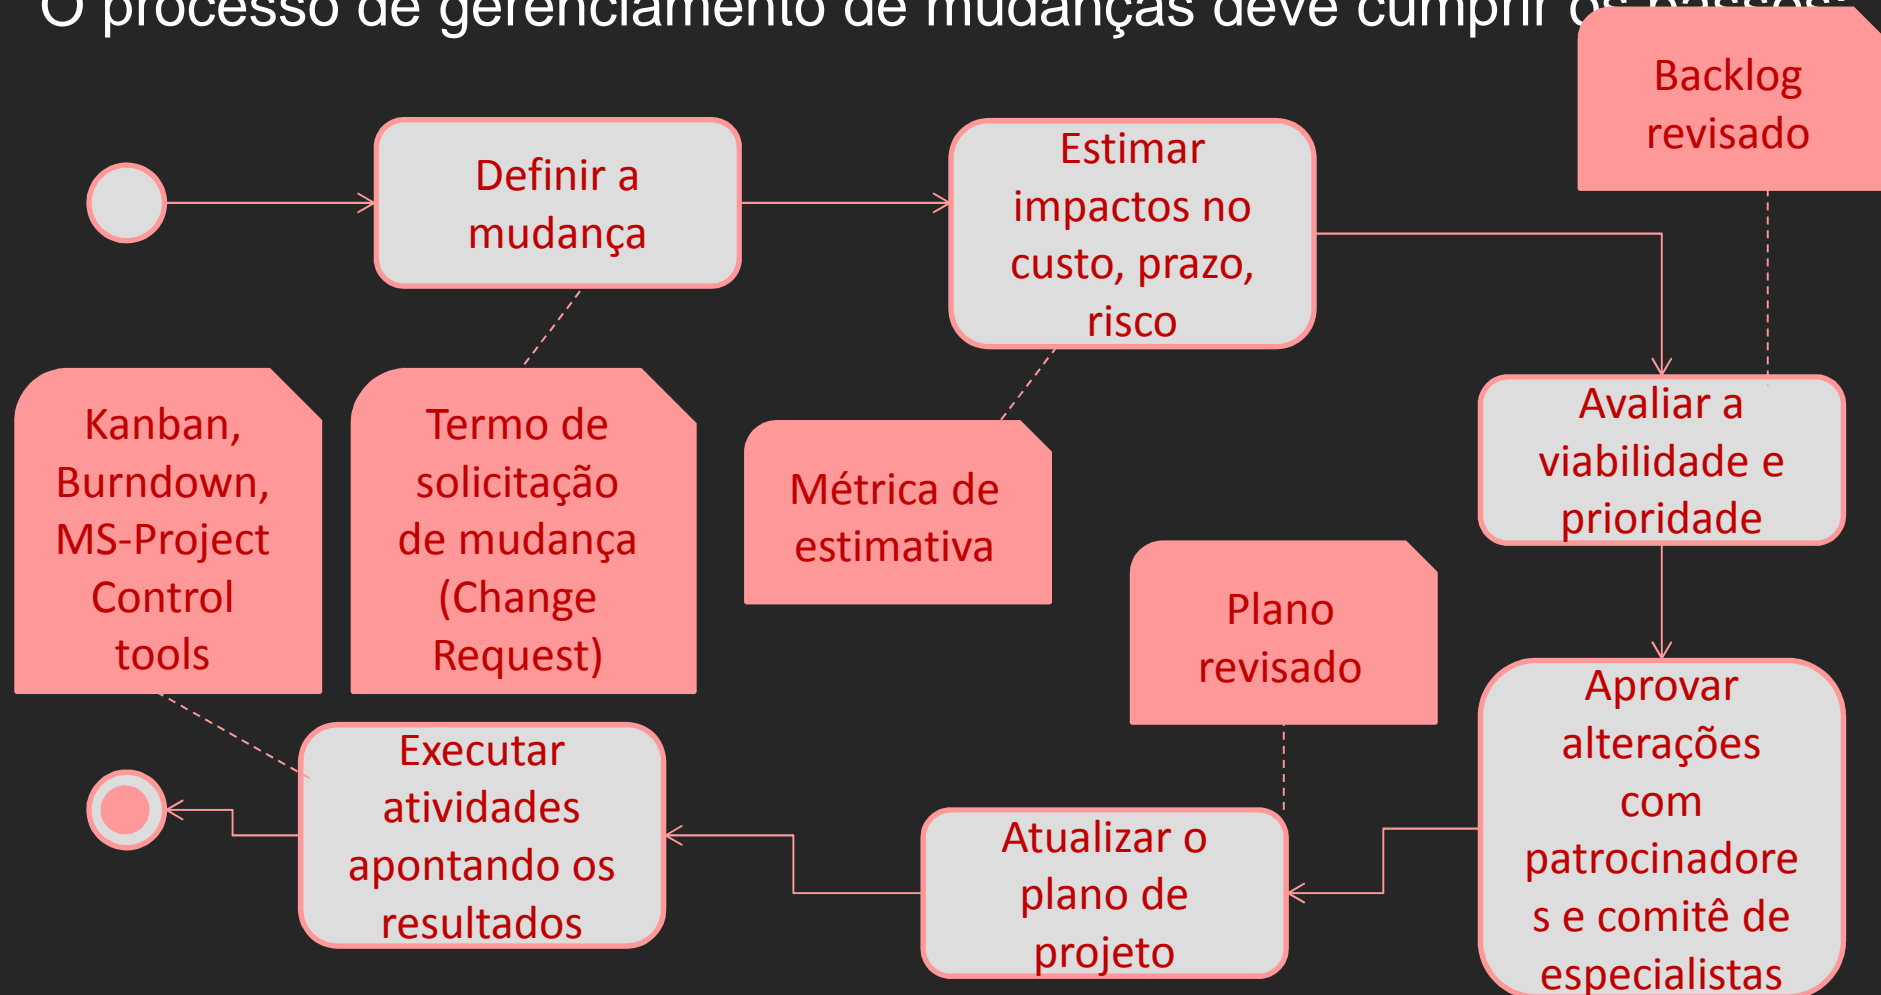 O processo de gerenciamento de mudanças deve cumprir os passos:
Backlog
revisado
Definir a
mudança
Estimar
impactos no
custo, prazo,
risco
Kanban,
Burndown,
MS-Project
Control
tools
Termo de
solicitação
de mudança
(Change
Request)
Métrica de
estimativa
Avaliar a
viabilidade e
prioridade
Plano
revisado
Aprovar
alterações
com
patrocinadore
s e comitê de
especialistas
Executar
atividades
apontando os
resultados
Atualizar o
plano de
projeto